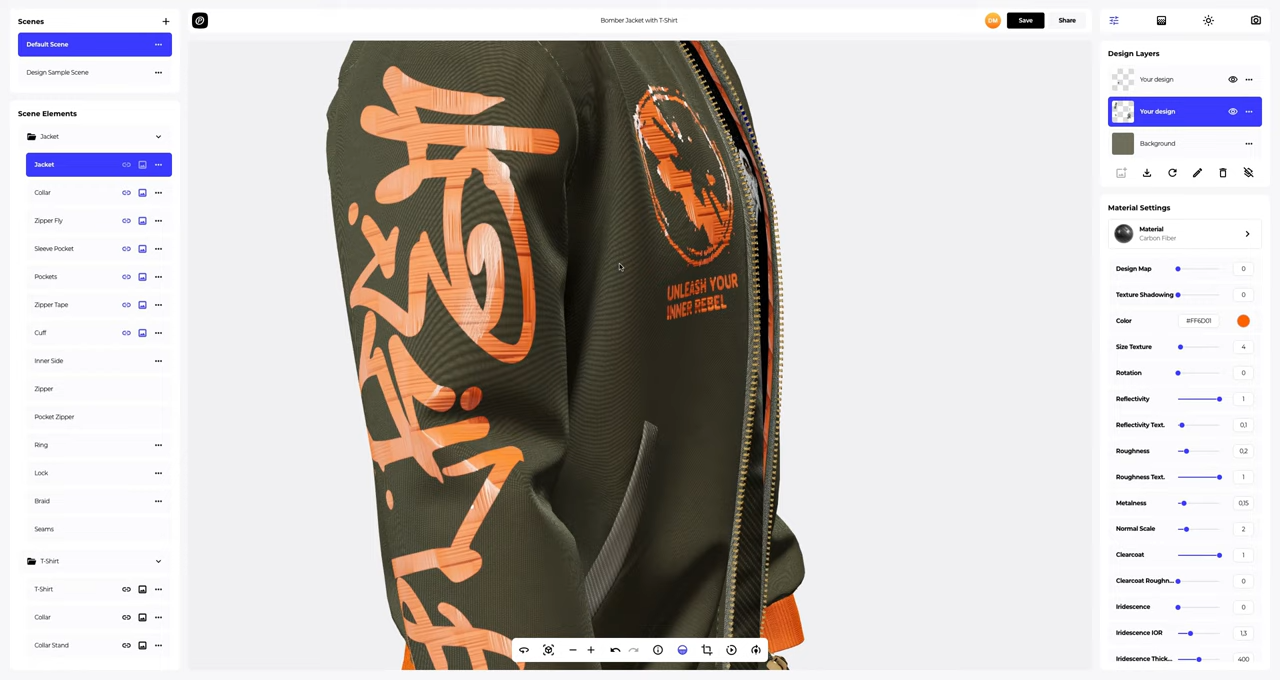 Scenes
Default Scene
Design Sample Scene
Scene Elements
Jacket
Jacket
Collar
Zipper Fly
Sleeve Pocket
Pockets
Zipper Tape
Cuff
Inner Side
Zipper
Pocket Zipper
Ring
Lock
Braid
Seams
T-Shirt
T-Shirt
Collar
Collar Stand
Bomber Jacket with T-Shirt
DM
Save
Share
UNLEASH YOUR
INNER REBEL
Design Layers
Your design
Your design
Background
Material Settings
Material
Carbon Fiber
Design Map 0
Texture Shadowing 0
Color #FF6D01
Size Texture 4
Rotation 0
Reflectivity 1
Reflectivity Text. 0,1
Roughness 0,2
Roughness Text. 1
Metalness 0,15
Normal Scale 2
Clearcoat 1
Clearcoat Roughn... 0
Iridescence 0
Iridescence IOR 1,3
Iridescence Thick... 400